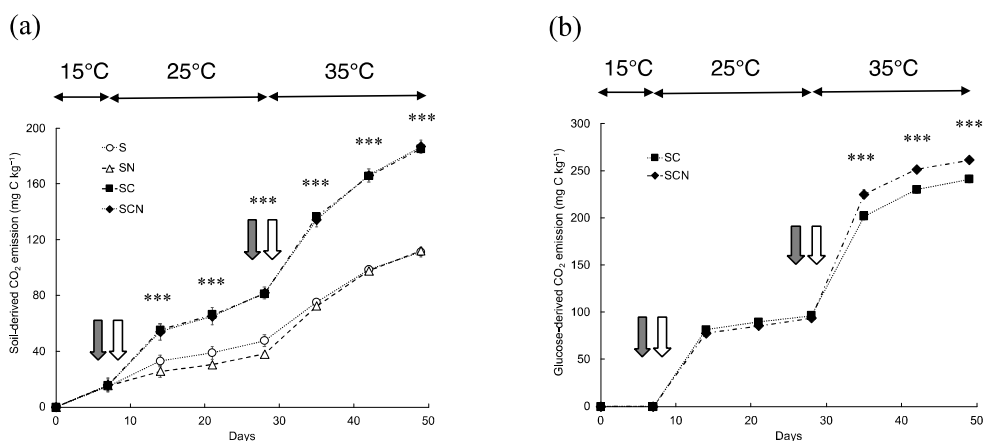 (a)
15°C 25°C 35°C
200
160
120
80
40
0
0 10 20 30 40 50
Soil-derived CO₂ emission (mg C kg⁻¹)
Days
S
SN
SC
SCN
***
***
***
***
***
***
(b)
15°C 25°C 35°C
300
250
200
150
100
50
0
0 10 20 30 40 50
Glucose-derived CO₂ emission (mg C kg⁻¹)
Days
SC
SCN
***
***
***